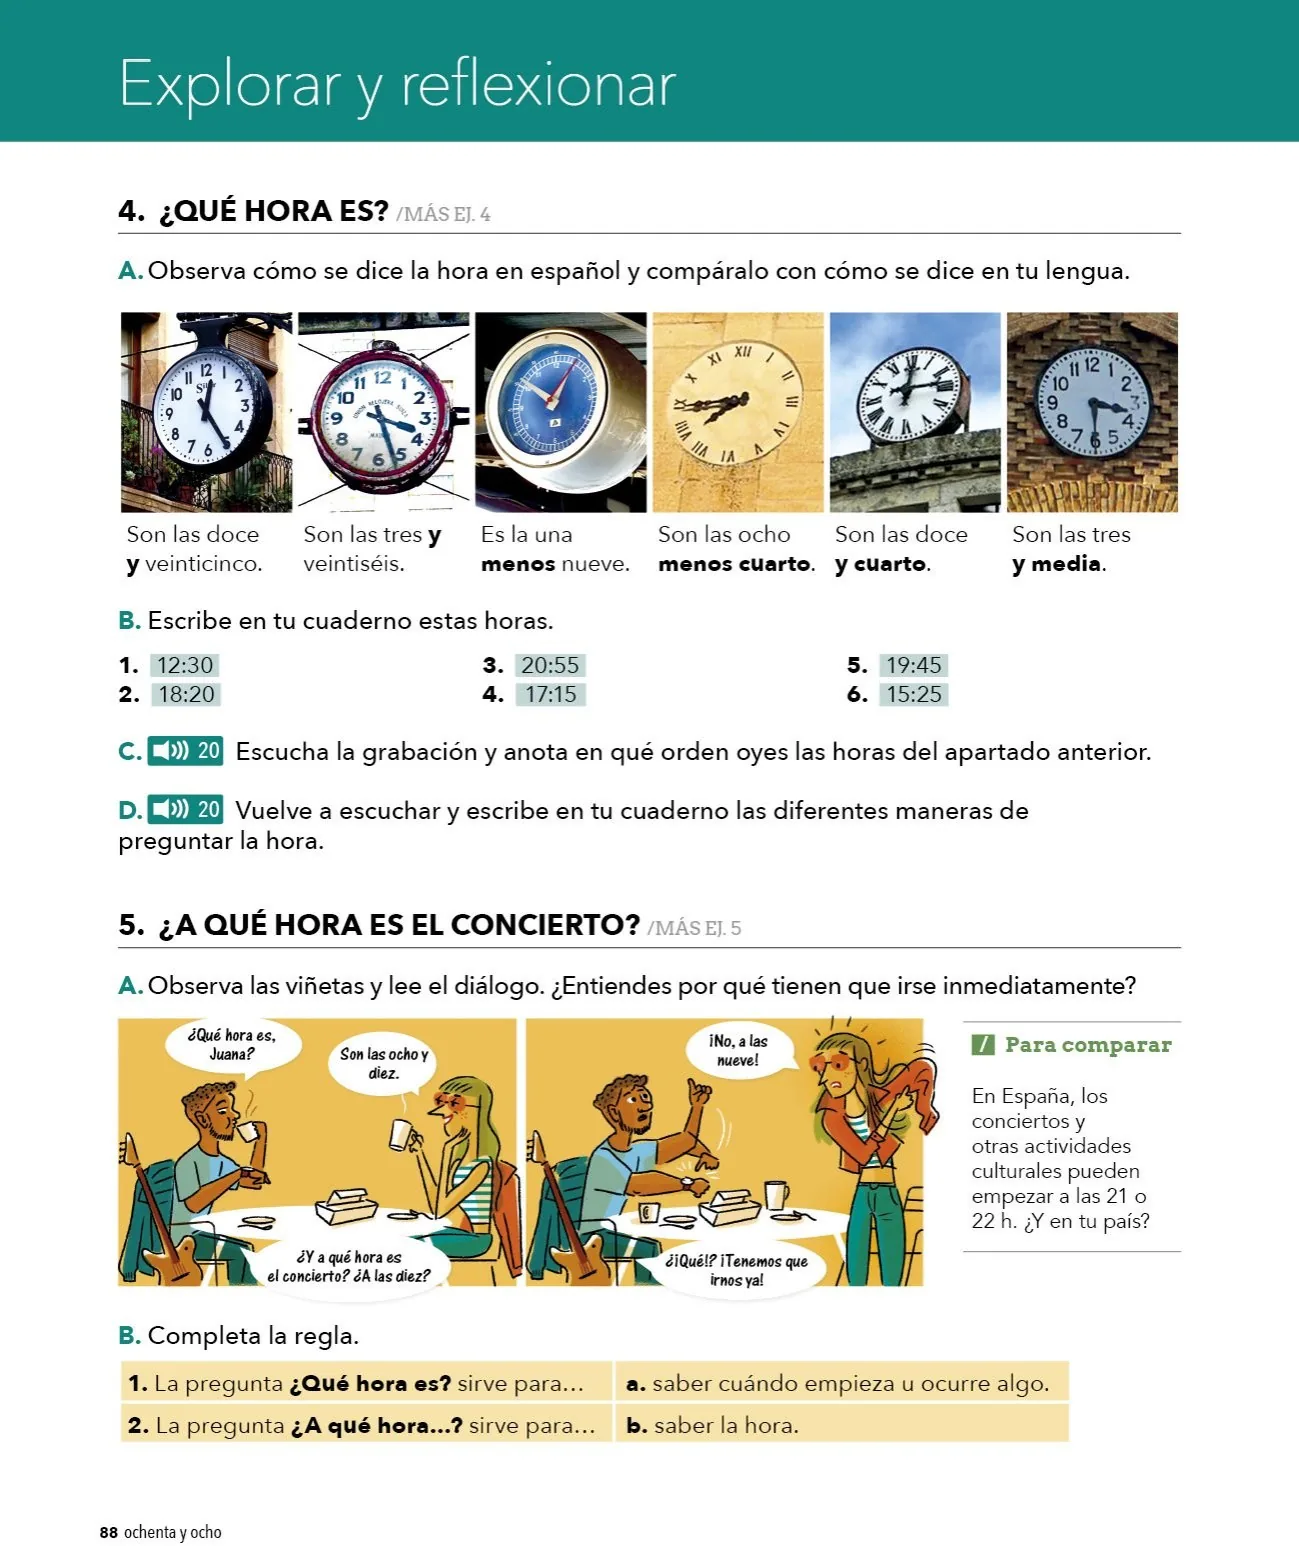 Explorar y reflexionar
4. ¿QUÉ HORA ES? /MÁS EJ. 4
A. Observa cómo se dice la hora en español y compáralo con cómo se dice en tu lengua.
Son las doce
y veinticinco.
Son las tres y
veintiséis.
Es la una
menos nueve.
Son las ocho
menos cuarto.
Son las doce
y cuarto.
Son las tres
y media.
B. Escribe en tu cuaderno estas horas.
1. 12:30
2. 18:20
3. 20:55
4. 17:15
5. 19:45
6. 15:25
C. 20 Escucha la grabación y anota en qué orden oyes las horas del apartado anterior.
D. 20 Vuelve a escuchar y escribe en tu cuaderno las diferentes maneras de
preguntar la hora.
5. ¿A QUÉ HORA ES EL CONCIERTO? /MÁS EJ. 5
A. Observa las viñetas y lee el diálogo. ¿Entiendes por qué tienen que irse inmediatamente?
¿Qué hora es,
Juana?
Son las ocho y
diez.
¿Y a qué hora es
el concierto? ¿A las diez?
¡No, a las
nueve!
¿¡Qué!? ¡Tenemos que
irnos ya!
/ Para comparar
En España, los
conciertos y
otras actividades
culturales pueden
empezar a las 21 o
22 h. ¿Y en tu país?
B. Completa la regla.
1. La pregunta ¿Qué hora es? sirve para...
a. saber cuándo empieza u ocurre algo.
2. La pregunta ¿A qué hora...? sirve para...
b. saber la hora.
88 ochenta y ocho